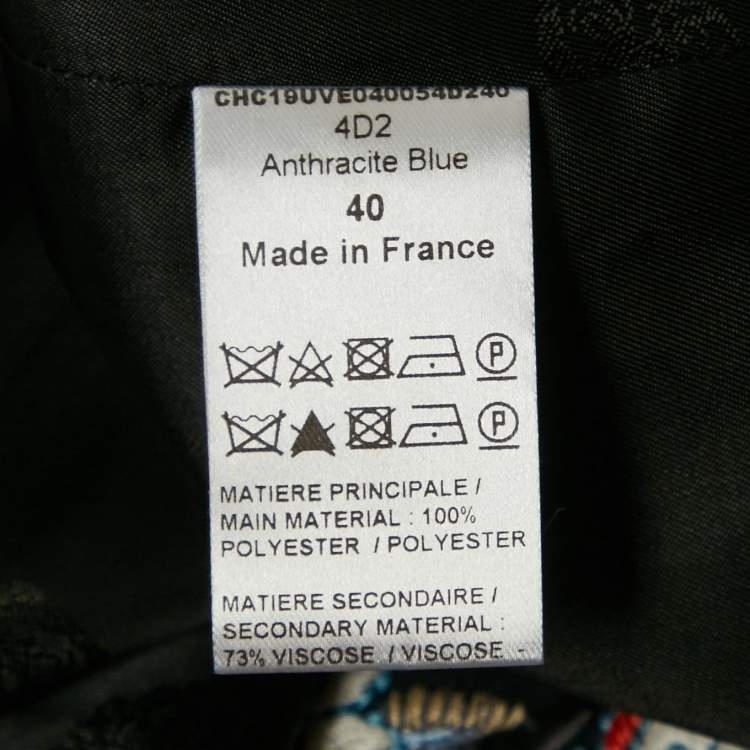 CHC19UVE040054D240
4D2
Anthracite Blue
40
Made in France
P
P
MATIERE PRINCIPALE /
MAIN MATERIAL : 100%
POLYESTER / POLYESTER
MATIERE SECONDAIRE /
SECONDARY MATERIAL :
73% VISCOSE / VISCOSE -